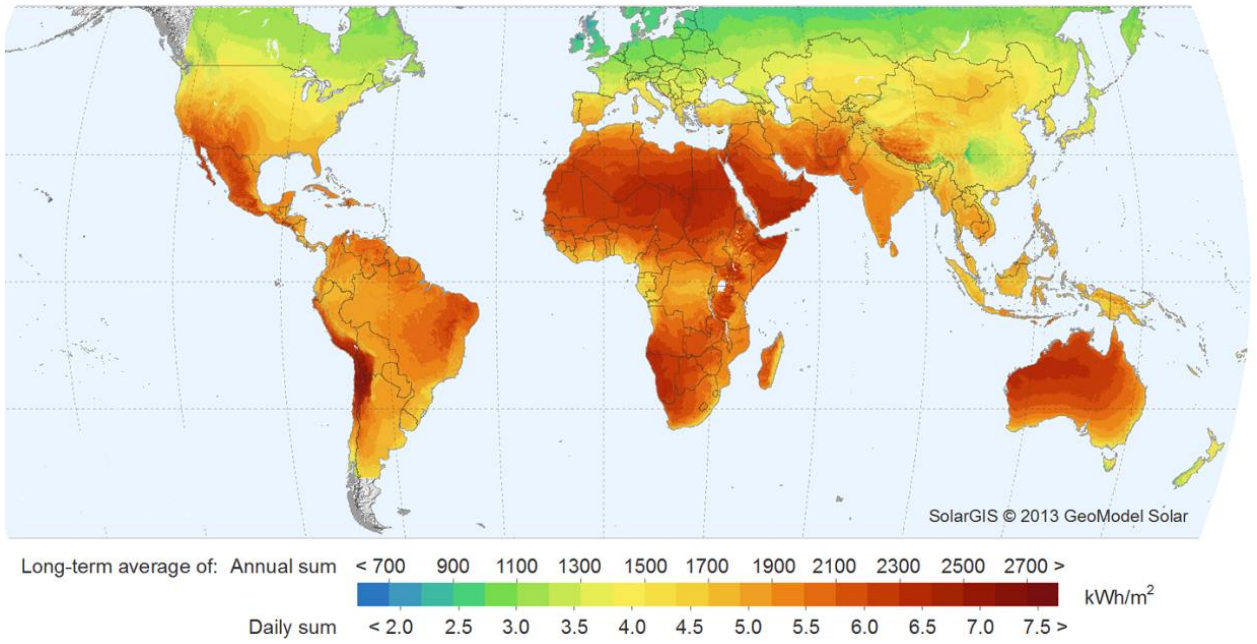 SolarGIS © 2013 GeoModel Solar
Long-term average of: Annual sum < 700 900 1100 1300 1500 1700 1900 2100 2300 2500 2700 >
kWh/m²
Daily sum < 2.0 2.5 3.0 3.5 4.0 4.5 5.0 5.5 6.0 6.5 7.0 7.5 >